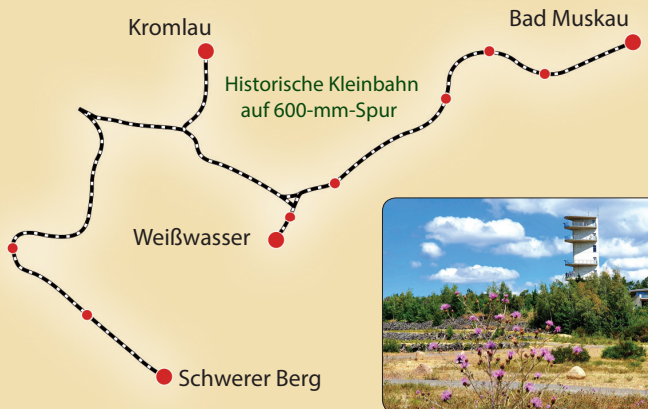 Kromlau
Bad Muskau
Historische Kleinbahn
auf 600-mm-Spur
Weißwasser
Schwerer Berg